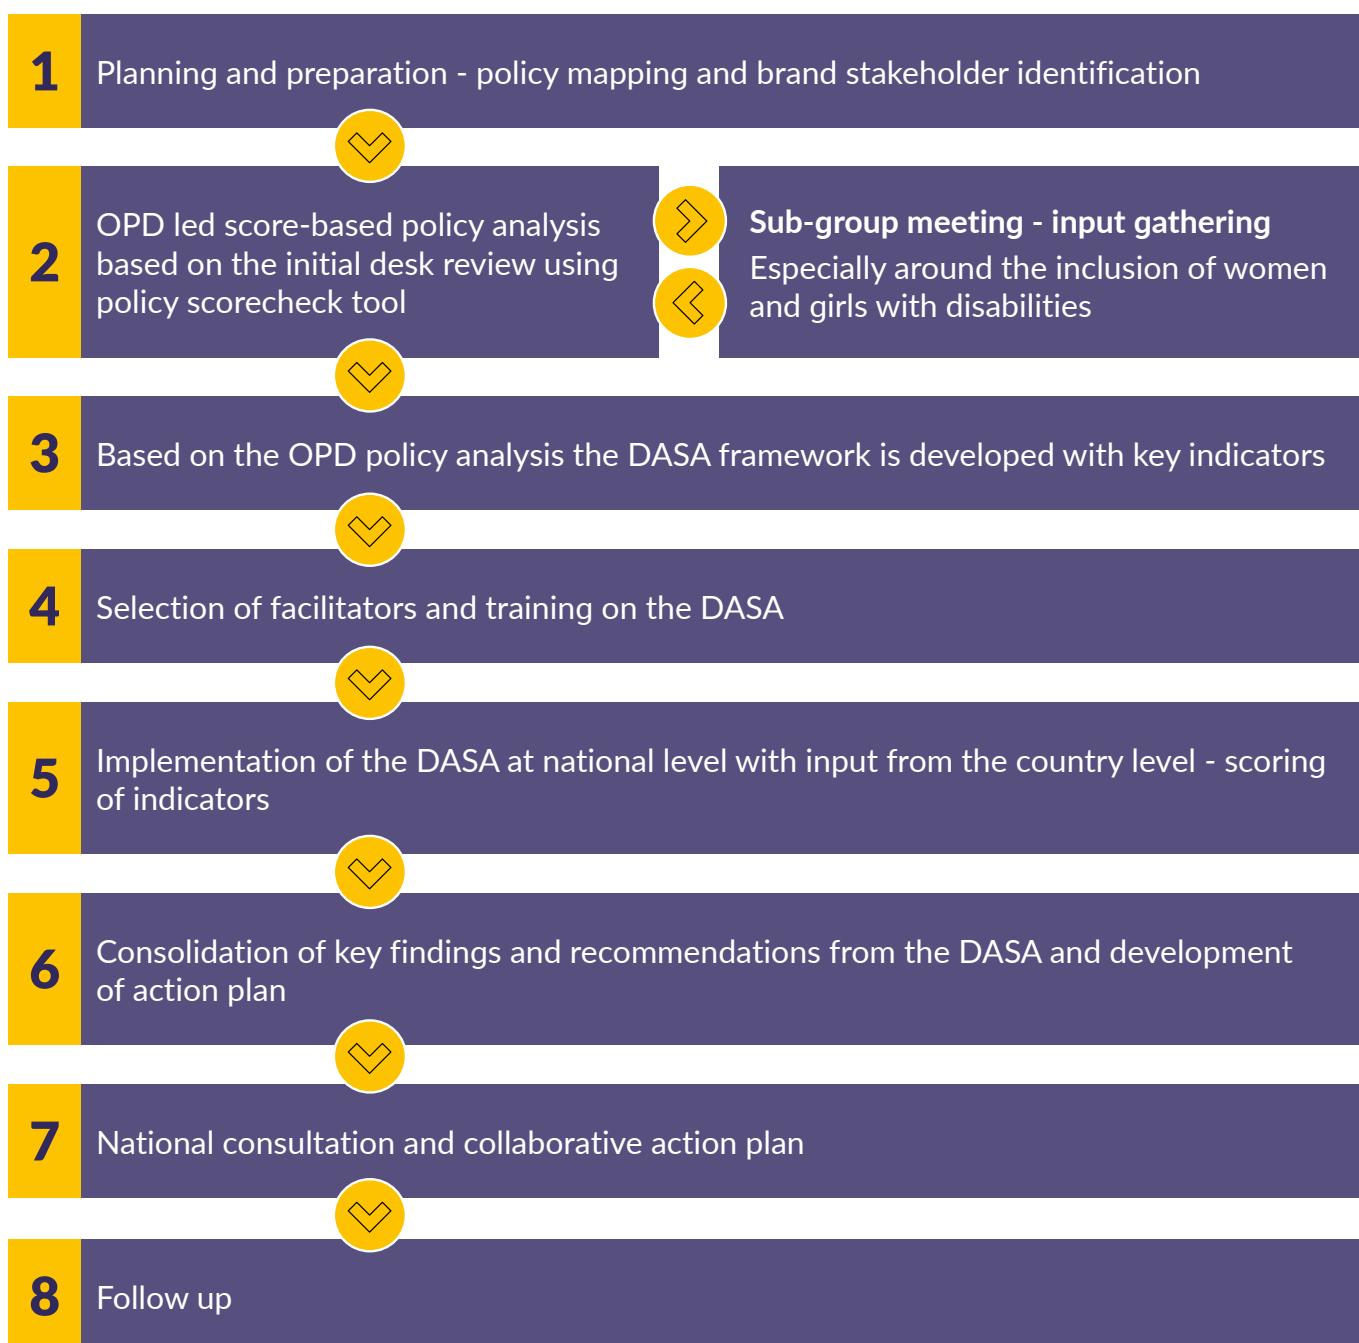 1
Planning and preparation - policy mapping and brand stakeholder identification
2
OPD led score-based policy analysis
based on the initial desk review using
policy scorecheck tool
Sub-group meeting - input gathering
Especially around the inclusion of women
and girls with disabilities
3
Based on the OPD policy analysis the DASA framework is developed with key indicators
4
Selection of facilitators and training on the DASA
5
Implementation of the DASA at national level with input from the country level - scoring
of indicators
6
Consolidation of key findings and recommendations from the DASA and development
of action plan
7
National consultation and collaborative action plan
8
Follow up